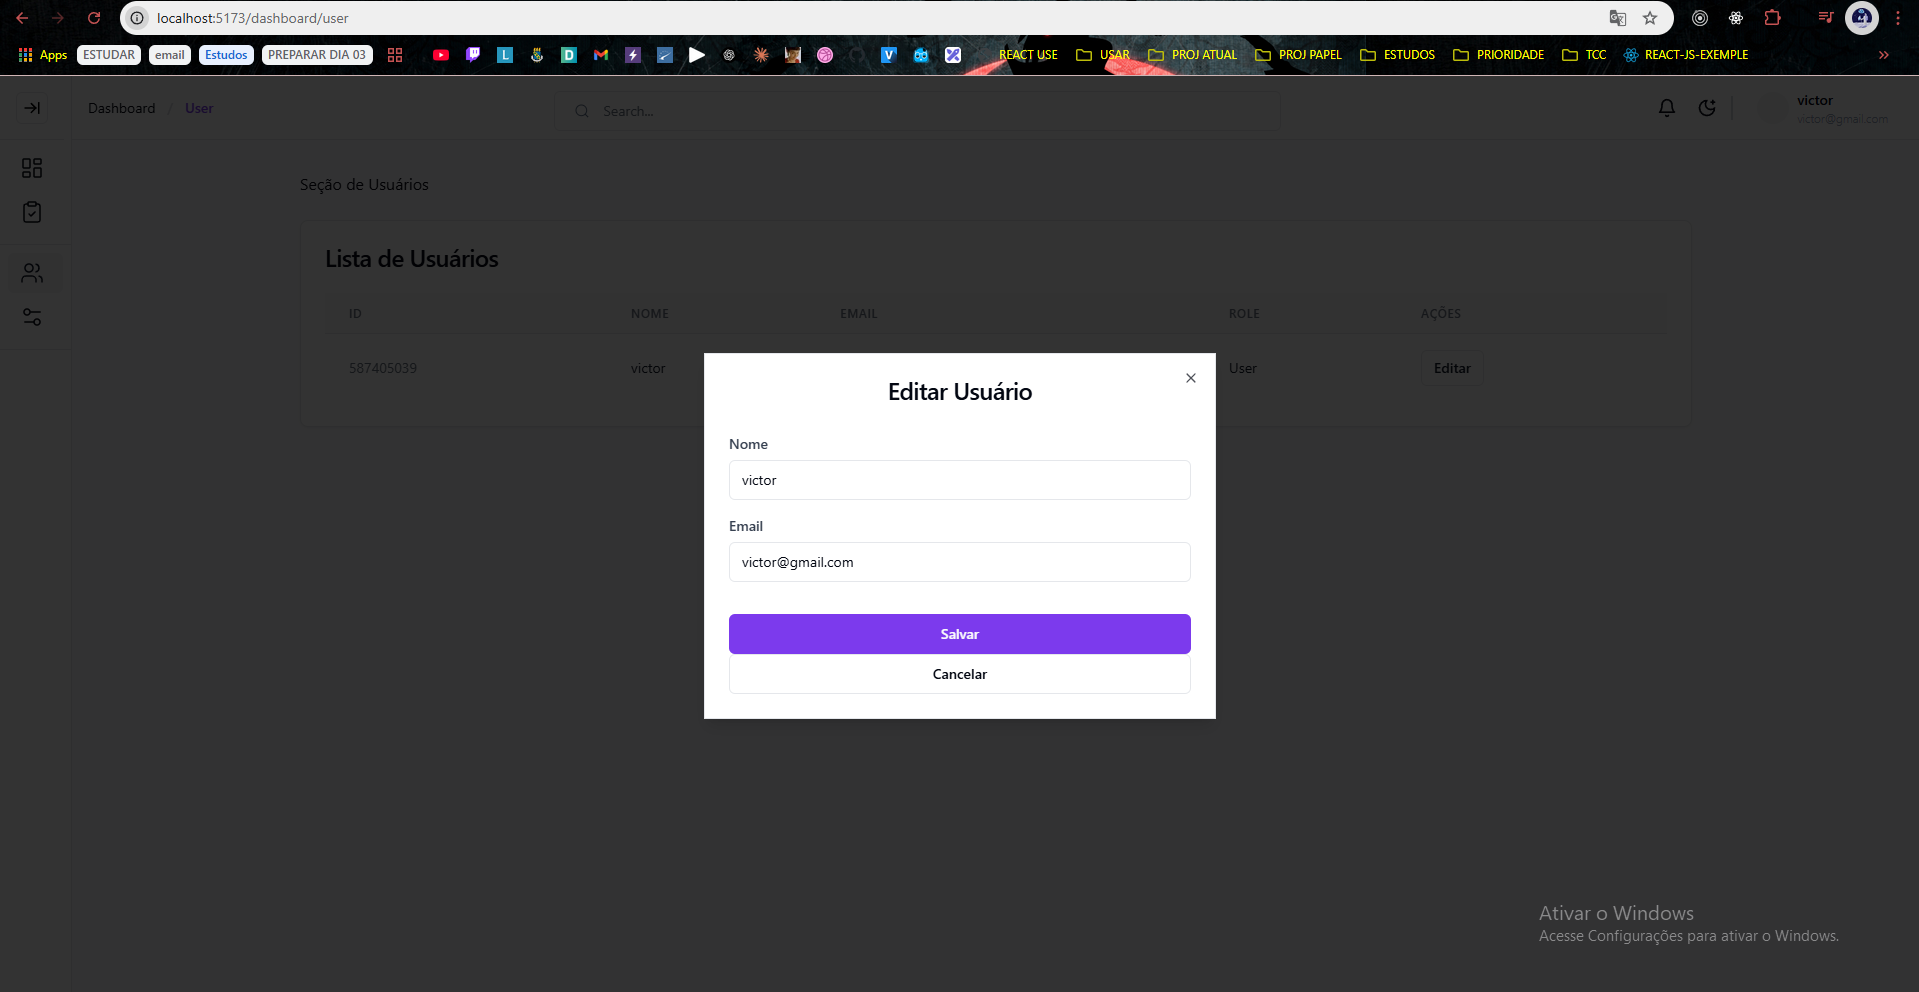 localhost:5173/dashboard/user
Apps ESTUDAR email Estudos PREPARAR DIA 03 L D V REACT USE USAR PROJ ATUAL PROJ PAPEL ESTUDOS PRIORIDADE TCC REACT-JS-EXEMPLE
Dashboard / User
Search...
victor
victor@gmail.com
Seção de Usuários
Lista de Usuários
ID NOME EMAIL ROLE AÇÕES
587405039 victor User Editar
Editar Usuário
Nome
victor
Email
victor@gmail.com
Salvar
Cancelar
Ativar o Windows
Acesse Configurações para ativar o Windows.